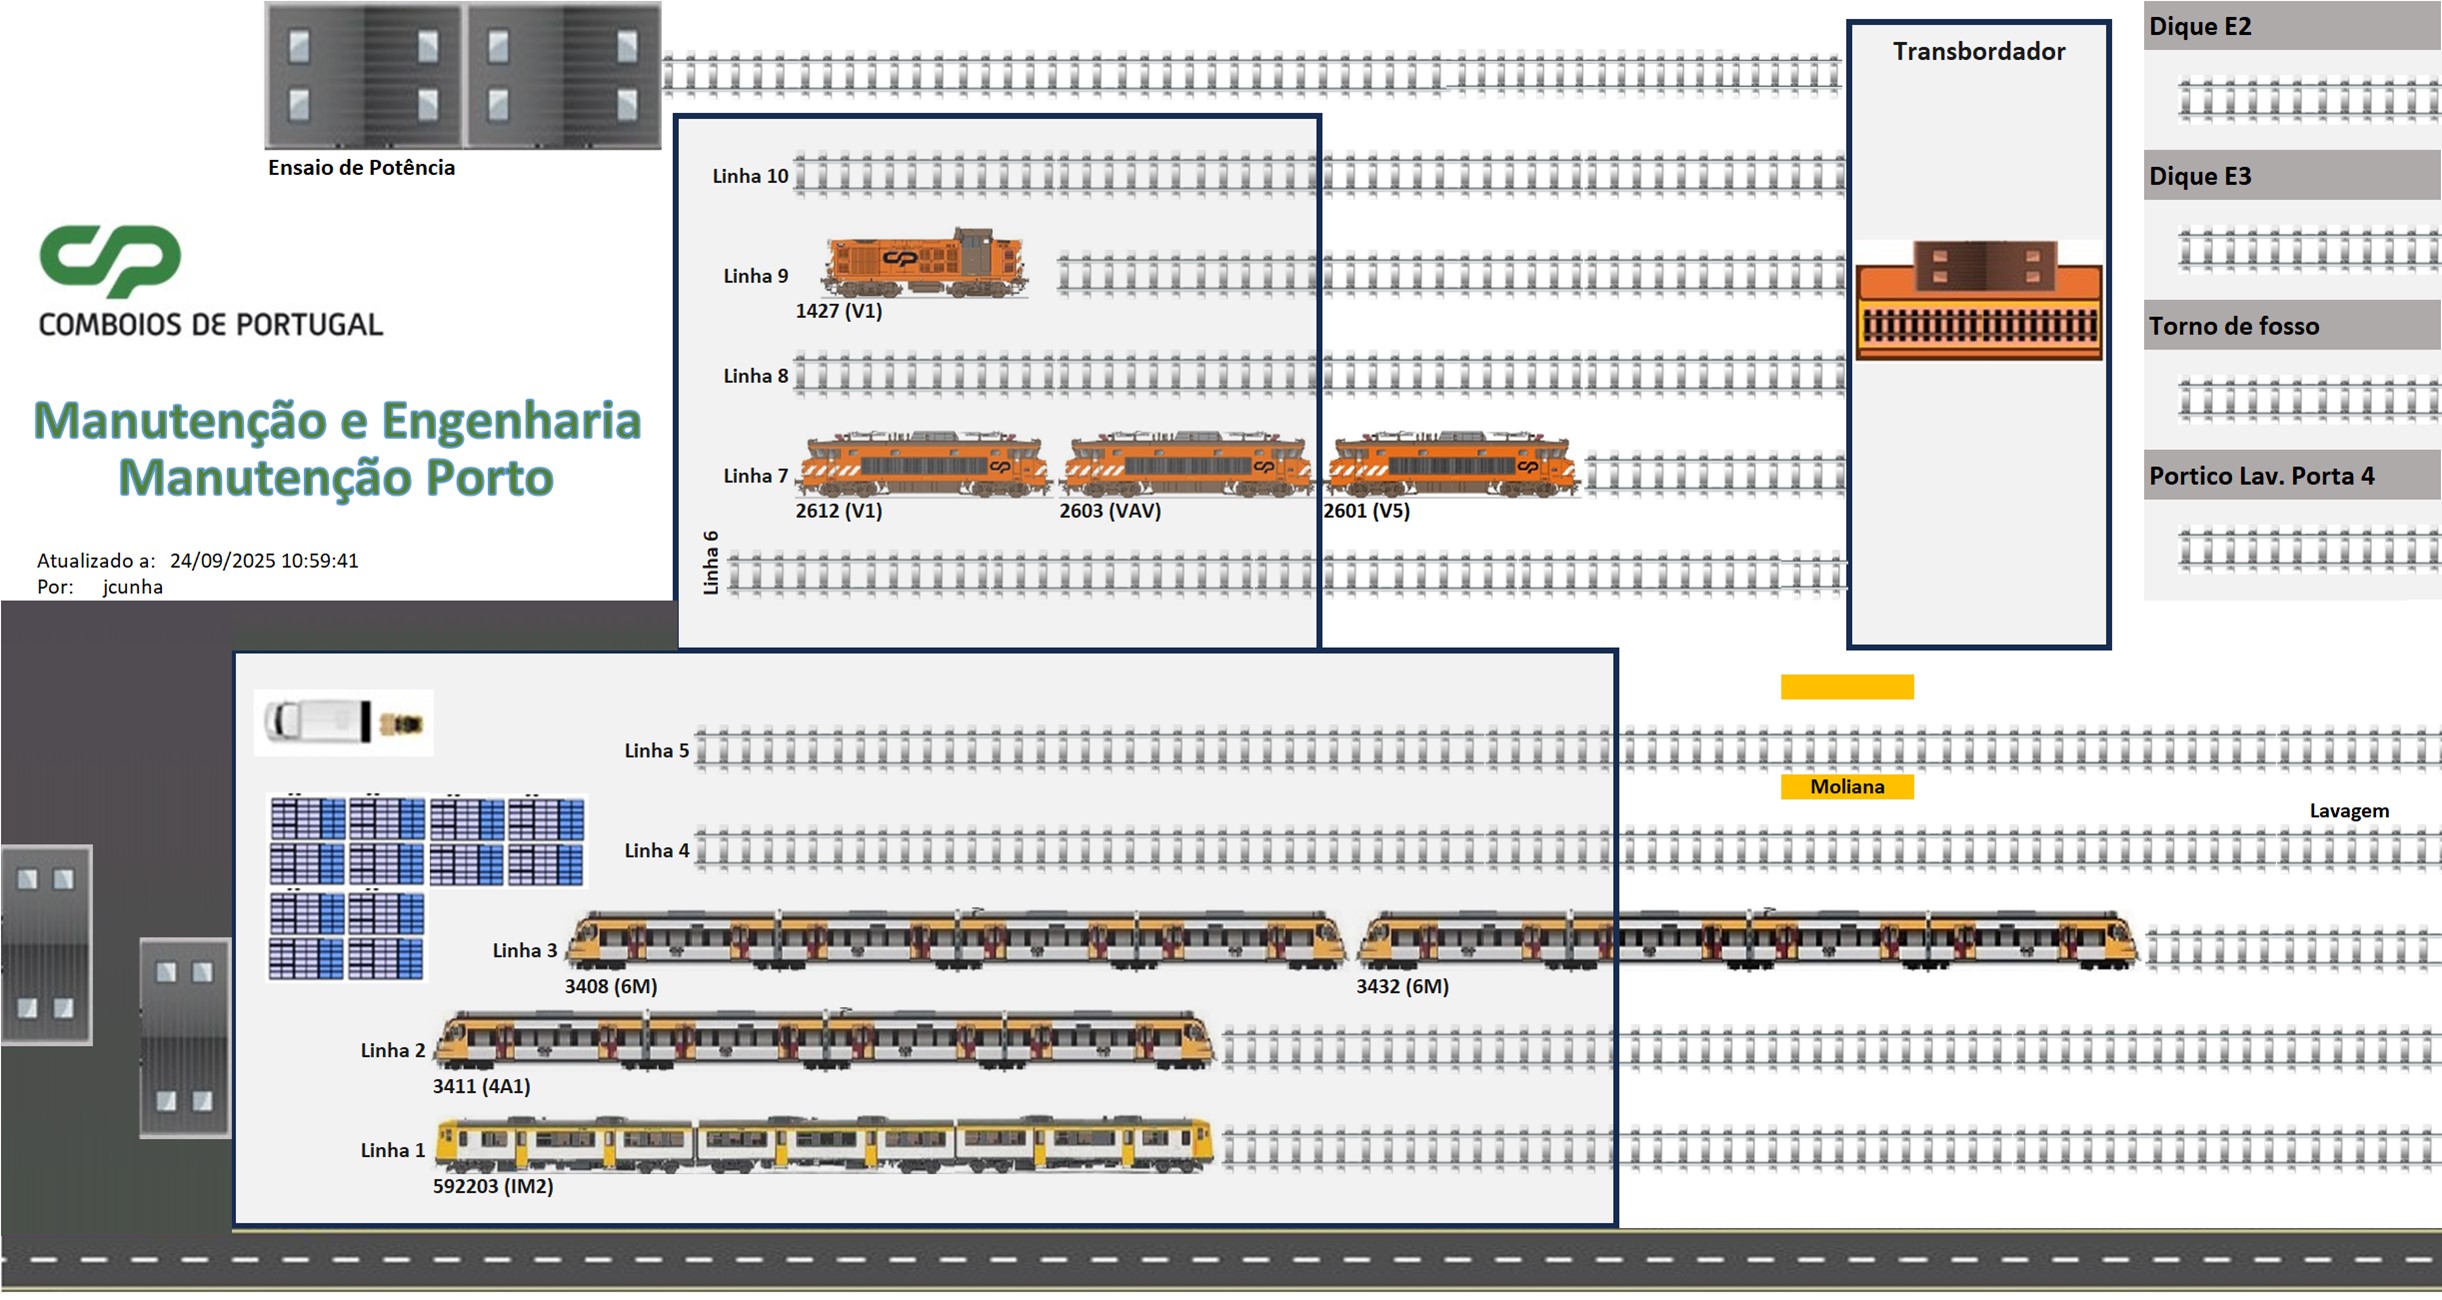 Ensaio de Potência
COMBOIOS DE PORTUGAL
Manutenção e Engenharia
Manutenção Porto
Atualizado a: 24/09/2025 10:59:41
Por: jcunha
Transbordador
Dique E2
Dique E3
Torno de fosso
Portico Lav. Porta 4
Linha 10
Linha 9
1427 (V1)
Linha 8
Linha 7
2612 (V1) 2603 (VAV) 2601 (V5)
Linha 6
Linha 5
Moliana
Lavagem
Linha 4
Linha 3
3408 (6M) 3432 (6M)
Linha 2
3411 (4A1)
Linha 1
592203 (IM2)